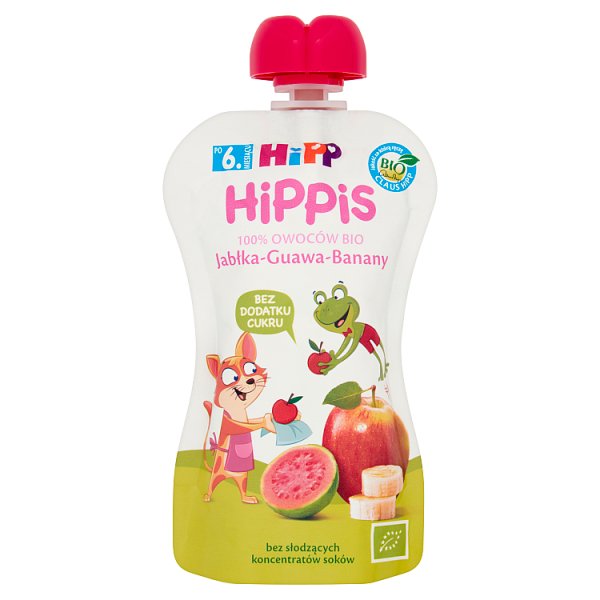 PO 6. MIESIĄCU
HiPP
BIO
CLAUS HiPP
HiPPiS
100% OWOCÓW BIO
Jabłka-Guawa-Banany
BEZ
DODATKU
CUKRU
bez słodzących
koncentratów soków